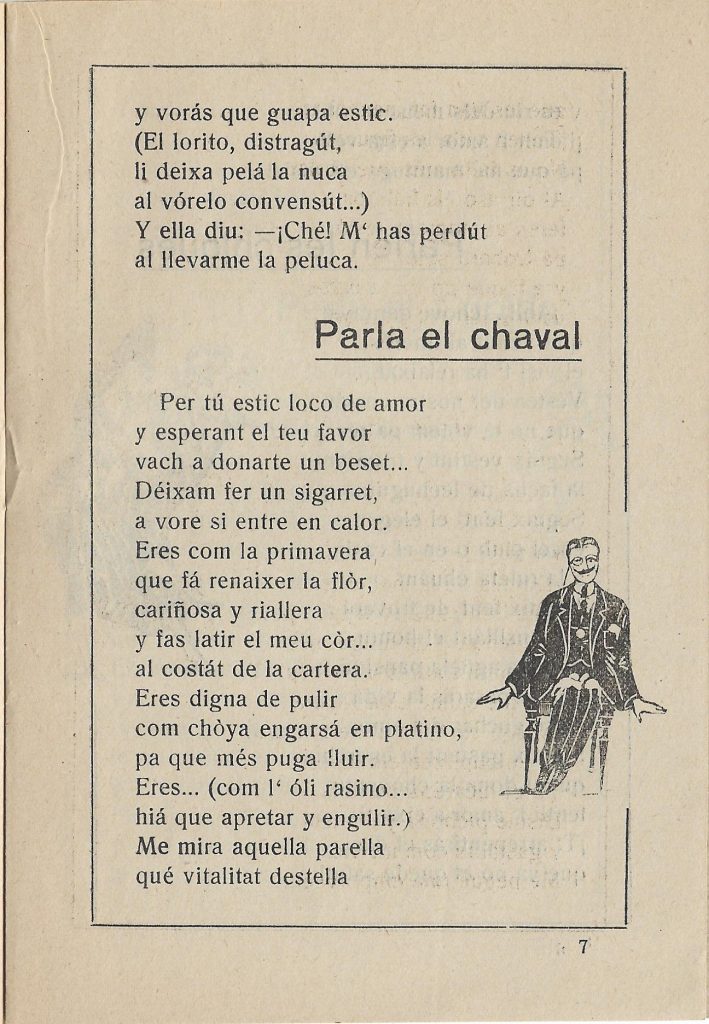 y vorás que guapa estic.
(El lorito, distragút,
li deixa pelá la nuca
al vórelo convensút...)
Y ella diu: —¡Ché! M‘ has perdút
al llevarme la peluca.
Parla el chaval
Per tú estic loco de amor
y esperant el teu favor
vach a donarte un beset...
Déixam fer un sigarret,
a vore si entre en calor.
Eres com la primavera
que fá renaixer la flòr,
cariñosa y riallera
y fas latir el meu còr...
al costát de la cartera.
Eres digna de pulir
com chòya engarsá en platino,
pa que més puga lluir.
Eres... (com l‘ óli rasino...
hiá que apretar y engulir.)
Me mira aquella parella
qué vitalitat destella
7